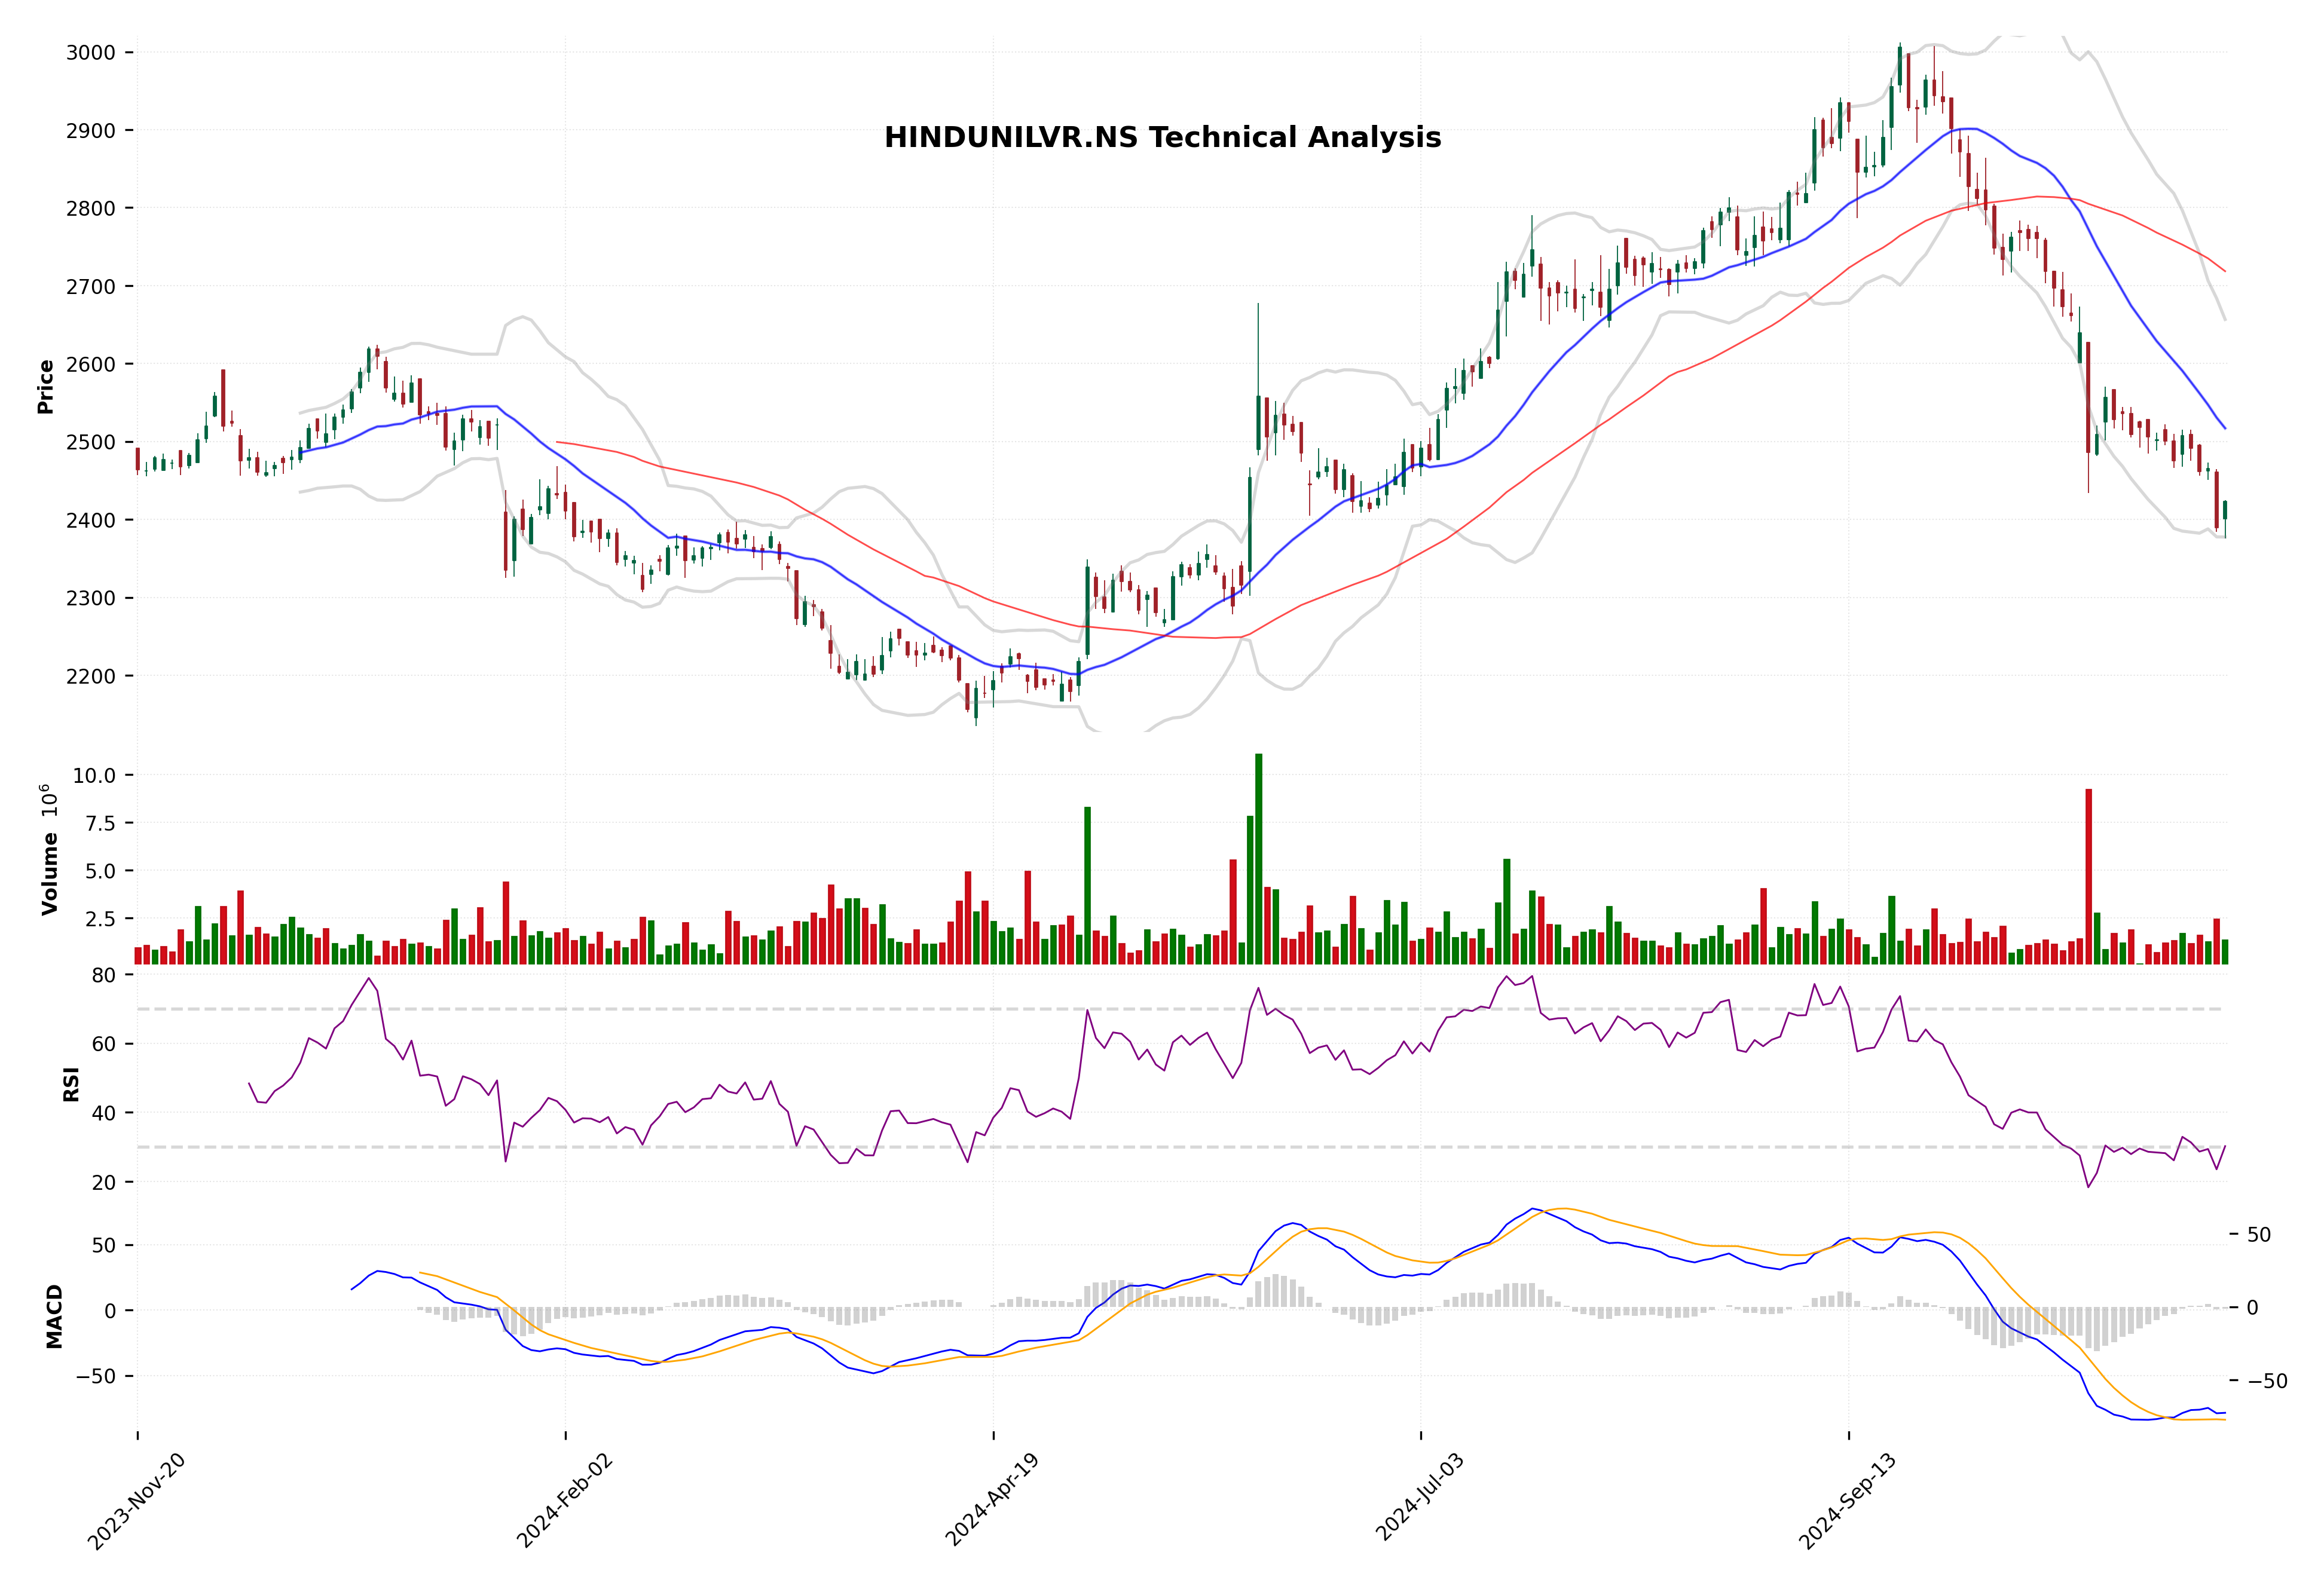 HINDUNILVR.NS Technical Analysis
Price
3000
2900
2800
2700
2600
2500
2400
2300
2200
Volume 10^6
10.0
7.5
5.0
2.5
RSI
80
60
40
20
MACD
50
0
−50
50
0
−50
2023-Nov-20
2024-Feb-02
2024-Apr-19
2024-Jul-03
2024-Sep-13